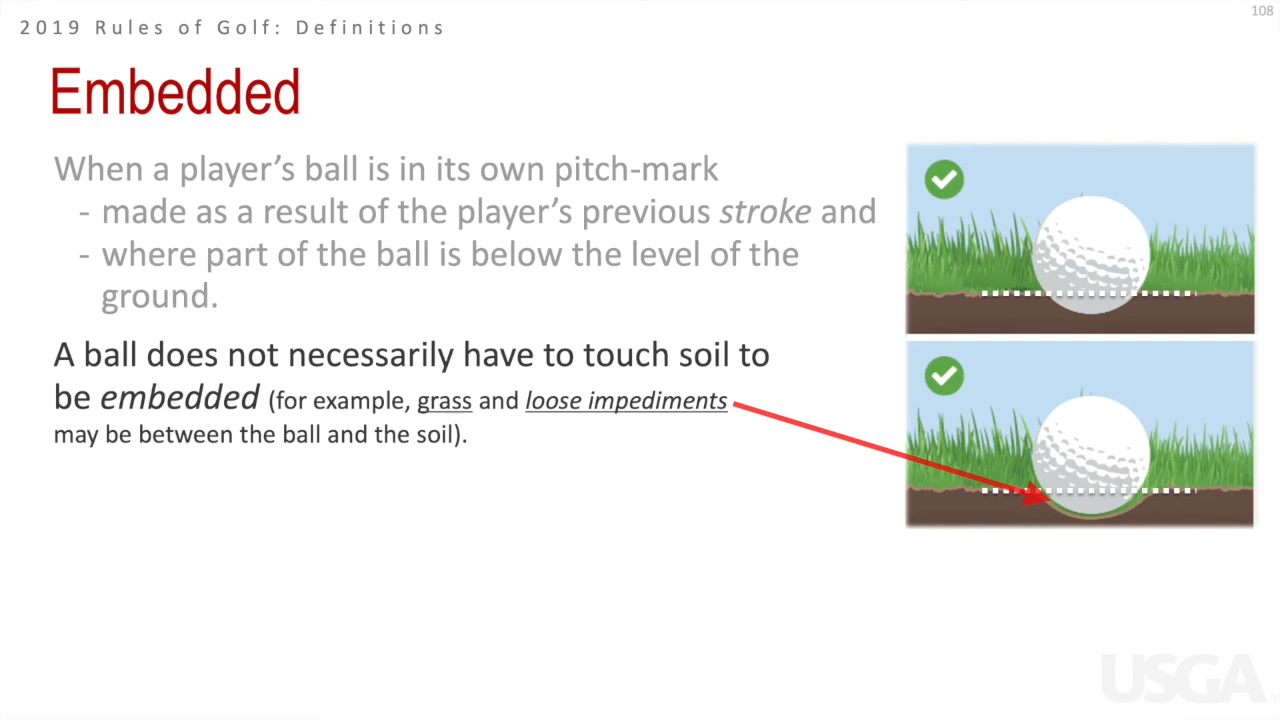 108
2019 Rules of Golf: Definitions
Embedded
When a player’s ball is in its own pitch-mark
- made as a result of the player’s previous stroke and
- where part of the ball is below the level of the
ground.
A ball does not necessarily have to touch soil to
be embedded (for example, grass and loose impediments
may be between the ball and the soil).
USGA